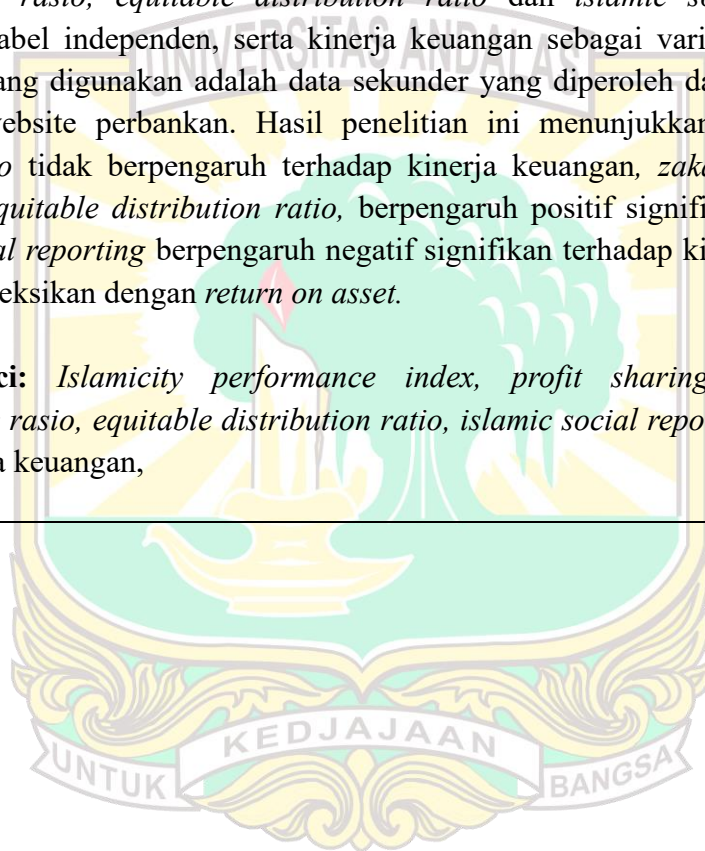 rasio, equitable distribution ratio dan islamic so
abel independen, serta kinerja keuangan sebagai vari
ang digunakan adalah data sekunder yang diperoleh da
ebsite perbankan. Hasil penelitian ini menunjukkan
o tidak berpengaruh terhadap kinerja keuangan, zaka
quitable distribution ratio, berpengaruh positif signifi
al reporting berpengaruh negatif signifikan terhadap ki
eksikan dengan return on asset.
ci: Islamicity performance index, profit sharing
rasio, equitable distribution ratio, islamic social repo
a keuangan,
UNIVERSITAS ANDALAS
UNTUK KEDJAJAAN BANGSA